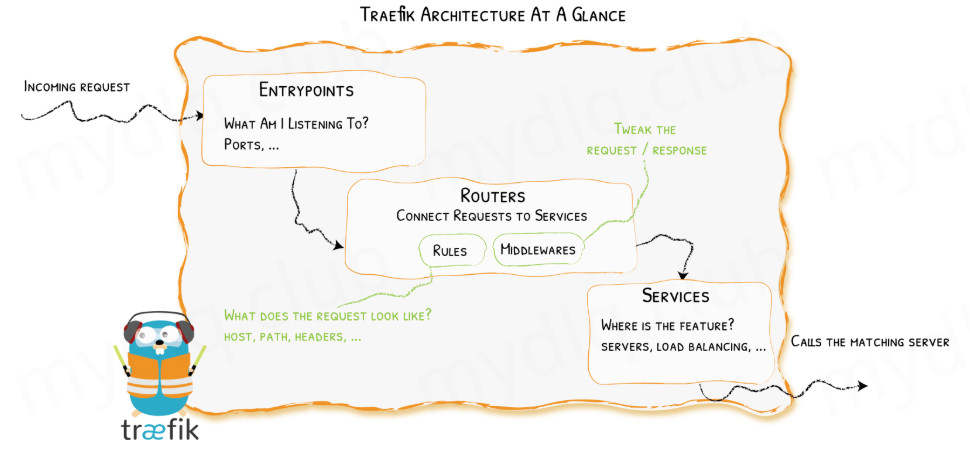 Traefik Architecture At A Glance
Incoming request
Entrypoints
What Am I Listening To?
Ports, ...
Tweak the
request / response
Routers
Connect Requests to Services
Rules
Middlewares
What does the request look like?
host, path, headers, ...
Services
Where is the feature?
servers, load balancing, ...
Calls the matching server
træfik